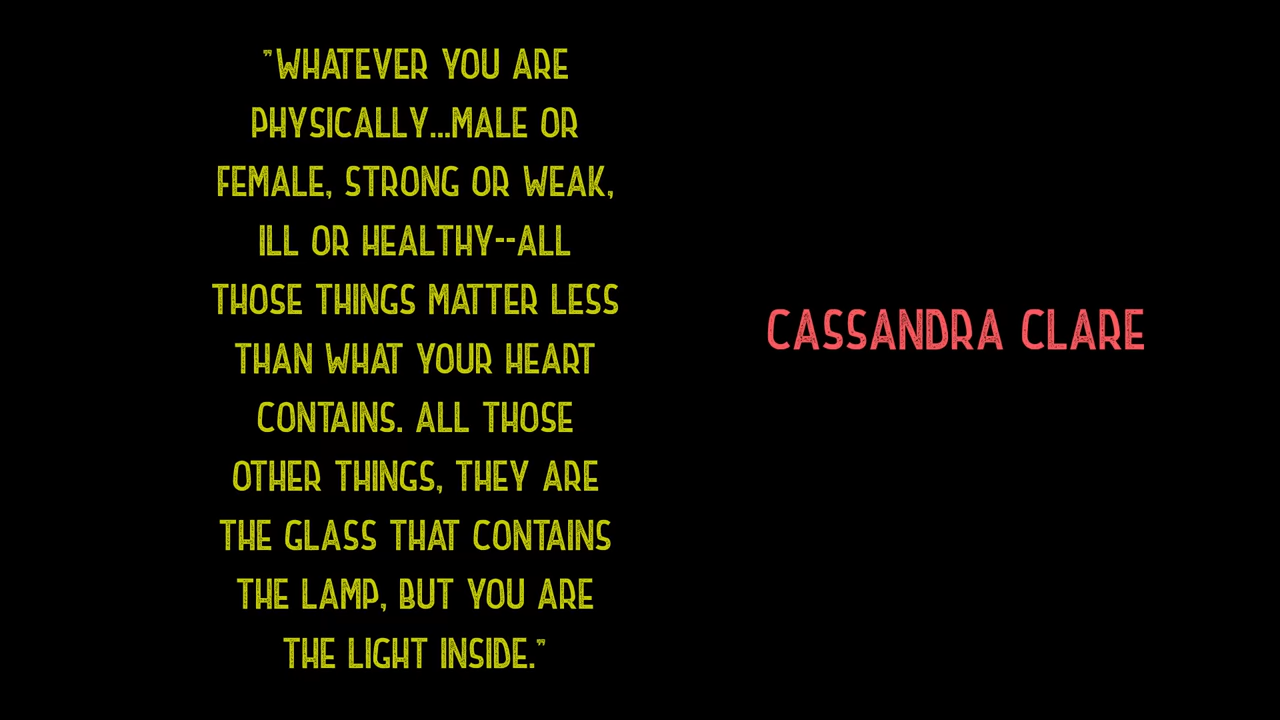 "WHATEVER YOU ARE
PHYSICALLY...MALE OR
FEMALE, STRONG OR WEAK,
ILL OR HEALTHY--ALL
THOSE THINGS MATTER LESS
THAN WHAT YOUR HEART
CONTAINS. ALL THOSE
OTHER THINGS, THEY ARE
THE GLASS THAT CONTAINS
THE LAMP, BUT YOU ARE
THE LIGHT INSIDE."
CASSANDRA CLARE